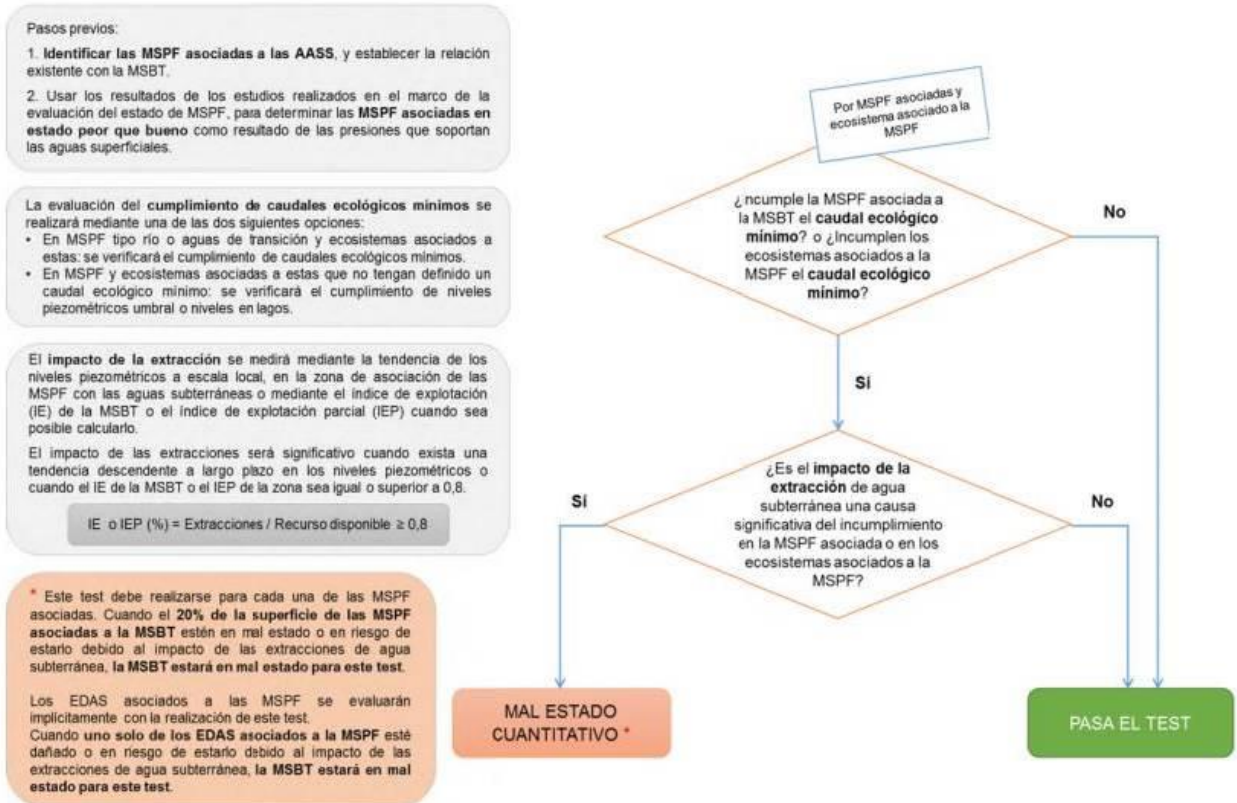 Pasos previos:
1. Identificar las MSPF asociadas a las AASS, y establecer la relación
existente con la MSBT.
2. Usar los resultados de los estudios realizados en el marco de la
evaluación del estado de MSPF, para determinar las MSPF asociadas en
estado peor que bueno como resultado de las presiones que soportan
las aguas superficiales.
La evaluación del cumplimiento de caudales ecológicos mínimos se
realizará mediante una de las dos siguientes opciones:
• En MSPF tipo río o aguas de transición y ecosistemas asociados a
estas: se verificará el cumplimiento de caudales ecológicos mínimos.
• En MSPF y ecosistemas asociadas a estas que no tengan definido un
caudal ecológico mínimo: se verificará el cumplimiento de niveles
piezométricos umbral o niveles en lagos.
El impacto de la extracción se medirá mediante la tendencia de los
niveles piezométricos a escala local, en la zona de asociación de las
MSPF con las aguas subterráneas o mediante el índice de explotación
(IE) de la MSBT o el índice de explotación parcial (IEP) cuando sea
posible calcularlo.
El impacto de las extracciones será significativo cuando exista una
tendencia descendente a largo plazo en los niveles piezométricos o
cuando el IE de la MSBT o el IEP de la zona sea igual o superior a 0,8.
IE o IEP (%) = Extracciones / Recurso disponible ≥ 0,8
* Este test debe realizarse para cada una de las MSPF
asociadas. Cuando el 20% de la superficie de las MSPF
asociadas a la MSBT estén en mal estado o en riesgo de
estarlo debido al impacto de las extracciones de agua
subterránea, la MSBT estará en mal estado para este test.
Los EDAS asociados a las MSPF se evaluarán
implícitamente con la realización de este test.
Cuando uno solo de los EDAS asociados a la MSPF esté
dañado o en riesgo de estarlo debido al impacto de las
extracciones de agua subterránea, la MSBT estará en mal
estado para este test.
Por MSPF asociadas y
ecosistema asociado a la
MSPF
¿ncumple la MSPF asociada a
la MSBT el caudal ecológico
mínimo? o ¿Incumplen los
ecosistemas asociados a la
MSPF el caudal ecológico
mínimo?
No
Sí
¿Es el impacto de la
extracción de agua
subterránea una causa
significativa del incumplimiento
en la MSPF asociada o en los
ecosistemas asociados a la
MSPF?
Sí
No
MAL ESTADO
CUANTITATIVO *
PASA EL TEST